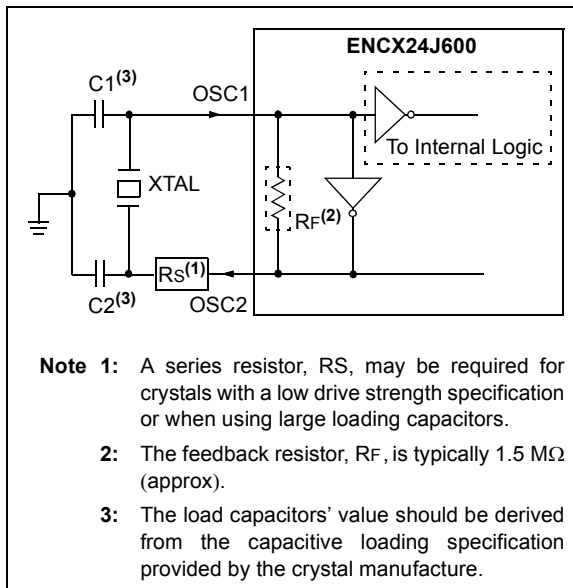 ENCX24J600
C1(3)
OSC1
To Internal Logic
XTAL
RF(2)
RS(1)
C2(3)
OSC2
Note 1: A series resistor, RS, may be required for
crystals with a low drive strength specification
or when using large loading capacitors.
2: The feedback resistor, RF, is typically 1.5 MΩ
(approx).
3: The load capacitors' value should be derived
from the capacitive loading specification
provided by the crystal manufacture.